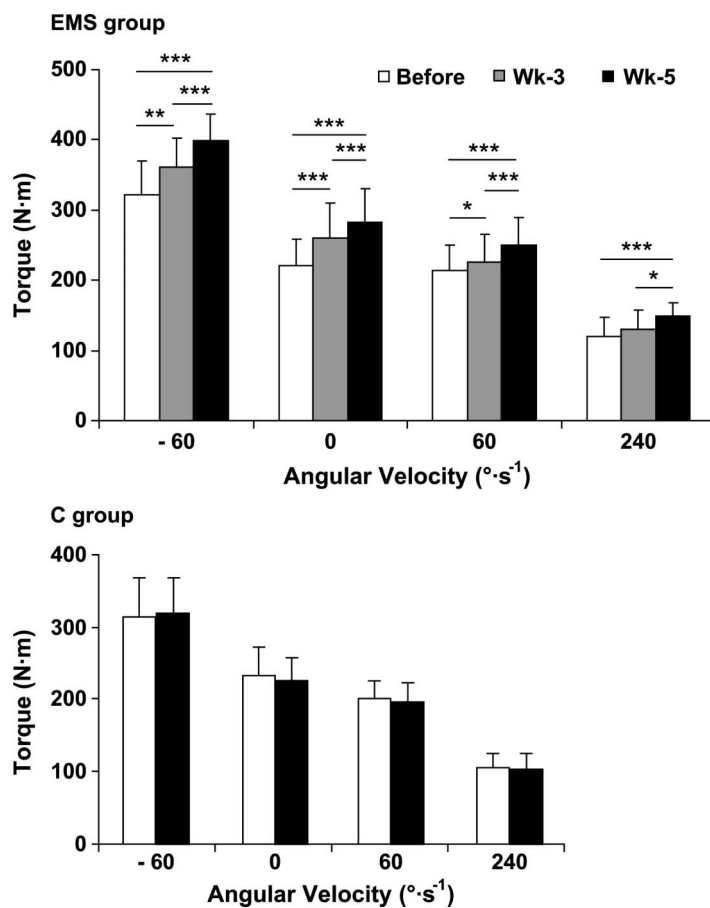 EMS group
500
400
300
200
100
0
Torque (N·m)
Before Wk-3 Wk-5
***
***
**
***
***
***
***
***
*
***
*
- 60 0 60 240
Angular Velocity (°·s⁻¹)
C group
400
300
200
100
0
Torque (N·m)
- 60 0 60 240
Angular Velocity (°·s⁻¹)